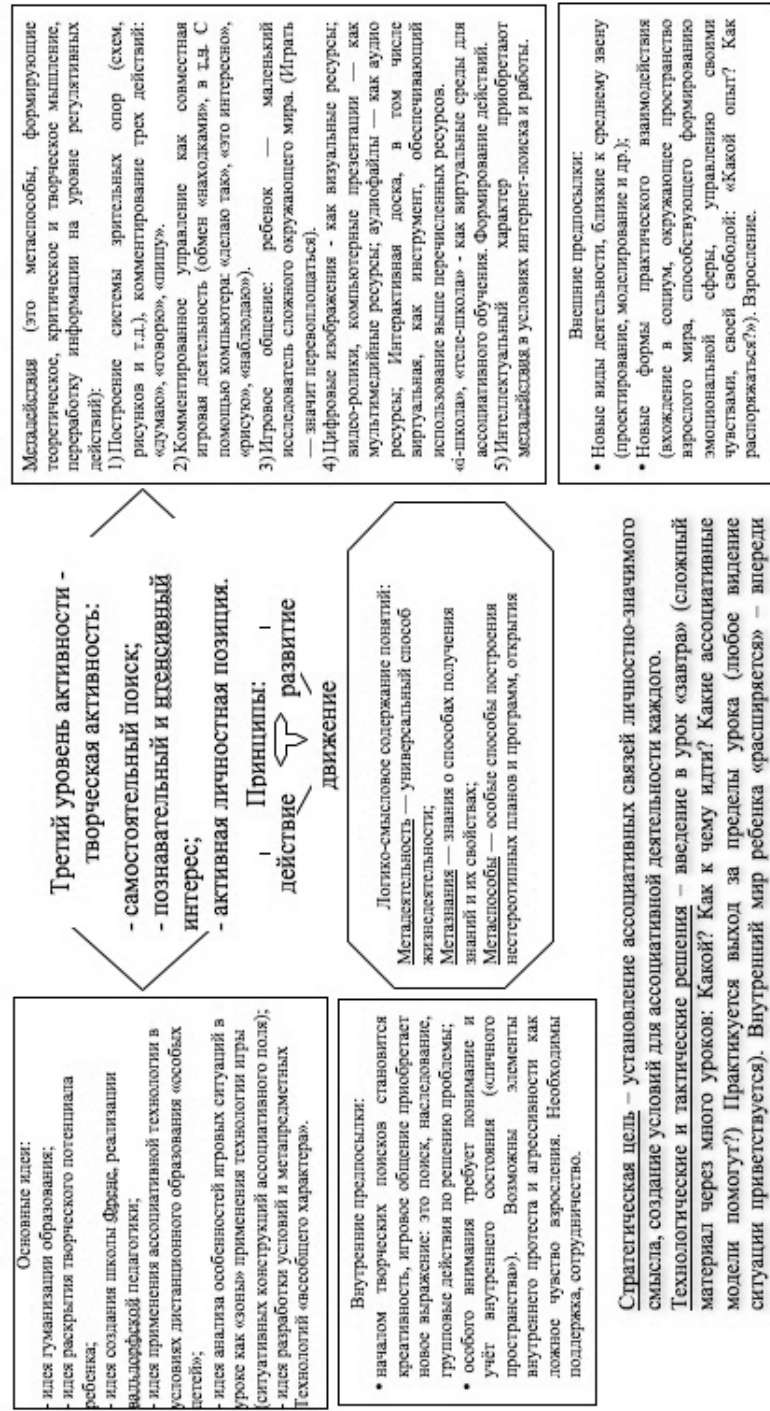 Основные идеи:
- идея гуманизации образования;
- идея раскрытия творческого потенциала
ребенка;
- идея создания школы Френе, реализации
вальдорфской педагогики;
- идея применения ассоциативной технологии в
условиях дистанционного образования «особых
детей»;
- идея анализа особенностей игровых ситуаций в
уроке как «зоны» применения технологии игры
(ситуативных конструкций ассоциативного поля);
- идея разработки условий и метапредметных
Технологий «всеобщего характера».
Третий уровень активности -
творческая активность:
- самостоятельный поиск;
- познавательный и нтенсивный
интерес;
- активная личностная позиция.
Принципы:
действие развитие
движение
Метадействия (это метаспособы, формирующие
теоретическое, критическое и творческое мышление,
переработку информации на уровне регулятивных
действий):
1) Построение системы зрительных опор (схем,
рисунков и т.д.), комментирование трех действий:
«думаю», «говорю», «пишу».
2) Комментированное управление как совместная
игровая деятельность (обмен «находками», в т.ч. С
помощью компьютера: «делаю так», «это интересно»,
«рисую», «наблюдаю»).
3) Игровое общение: ребенок — маленький
исследователь сложного окружающего мира. (Играть
— значит перевоплощаться).
4) Цифровые изображения - как визуальные ресурсы;
видео-ролики, компьютерные презентации — как
мультимедийные ресурсы; аудиофайлы — как аудио
ресурсы; Интерактивная доска, в том числе
виртуальная, как инструмент, обеспечивающий
использование выше перечисленных ресурсов.
«i-школа», «теле-школа» - как виртуальные среды для
ассоциативного обучения. Формирование действий.
5) Интеллектуальный характер приобретают
метадействия в условиях интернет-поиска и работы.
Внутренние предпосылки:
• началом творческих поисков становится
креативность, игровое общение приобретает
новое выражение: это поиск, наследование,
групповые действия по решению проблемы;
• особого внимания требует понимание и
учёт внутреннего состояния («личного
пространства»). Возможны элементы
внутреннего протеста и агрессивности как
ложное чувство взросления. Необходимы
поддержка, сотрудничество.
Логико-смысловое содержание понятий:
Метадеятельность — универсальный способ
жизнедеятельности;
Метазнания — знания о способах получения
знаний и их свойствах;
Метаспособы — особые способы построения
нестереотипных планов и программ, открытия
Внешние предпосылки:
• Новые виды деятельности, близкие к среднему звену
(проектирование, моделирование и др.);
• Новые формы практического взаимодействия
(вхождение в социум, окружающее пространство
взрослого мира, способствующего формированию
эмоциональной сферы, управлению своими
чувствами, своей свободой: «Какой опыт? Как
распоряжаться?»). Взросление.
Стратегическая цель – установление ассоциативных связей личностно-значимого
смысла, создание условий для ассоциативной деятельности каждого.
Технологические и тактические решения – введение в урок «завтра» (сложный
материал через много уроков: Какой? Как к чему идти? Какие ассоциативные
модели помогут?) Практикуется выход за пределы урока (любое видение
ситуации приветствуется). Внутренний мир ребенка «расширяется» – впереди